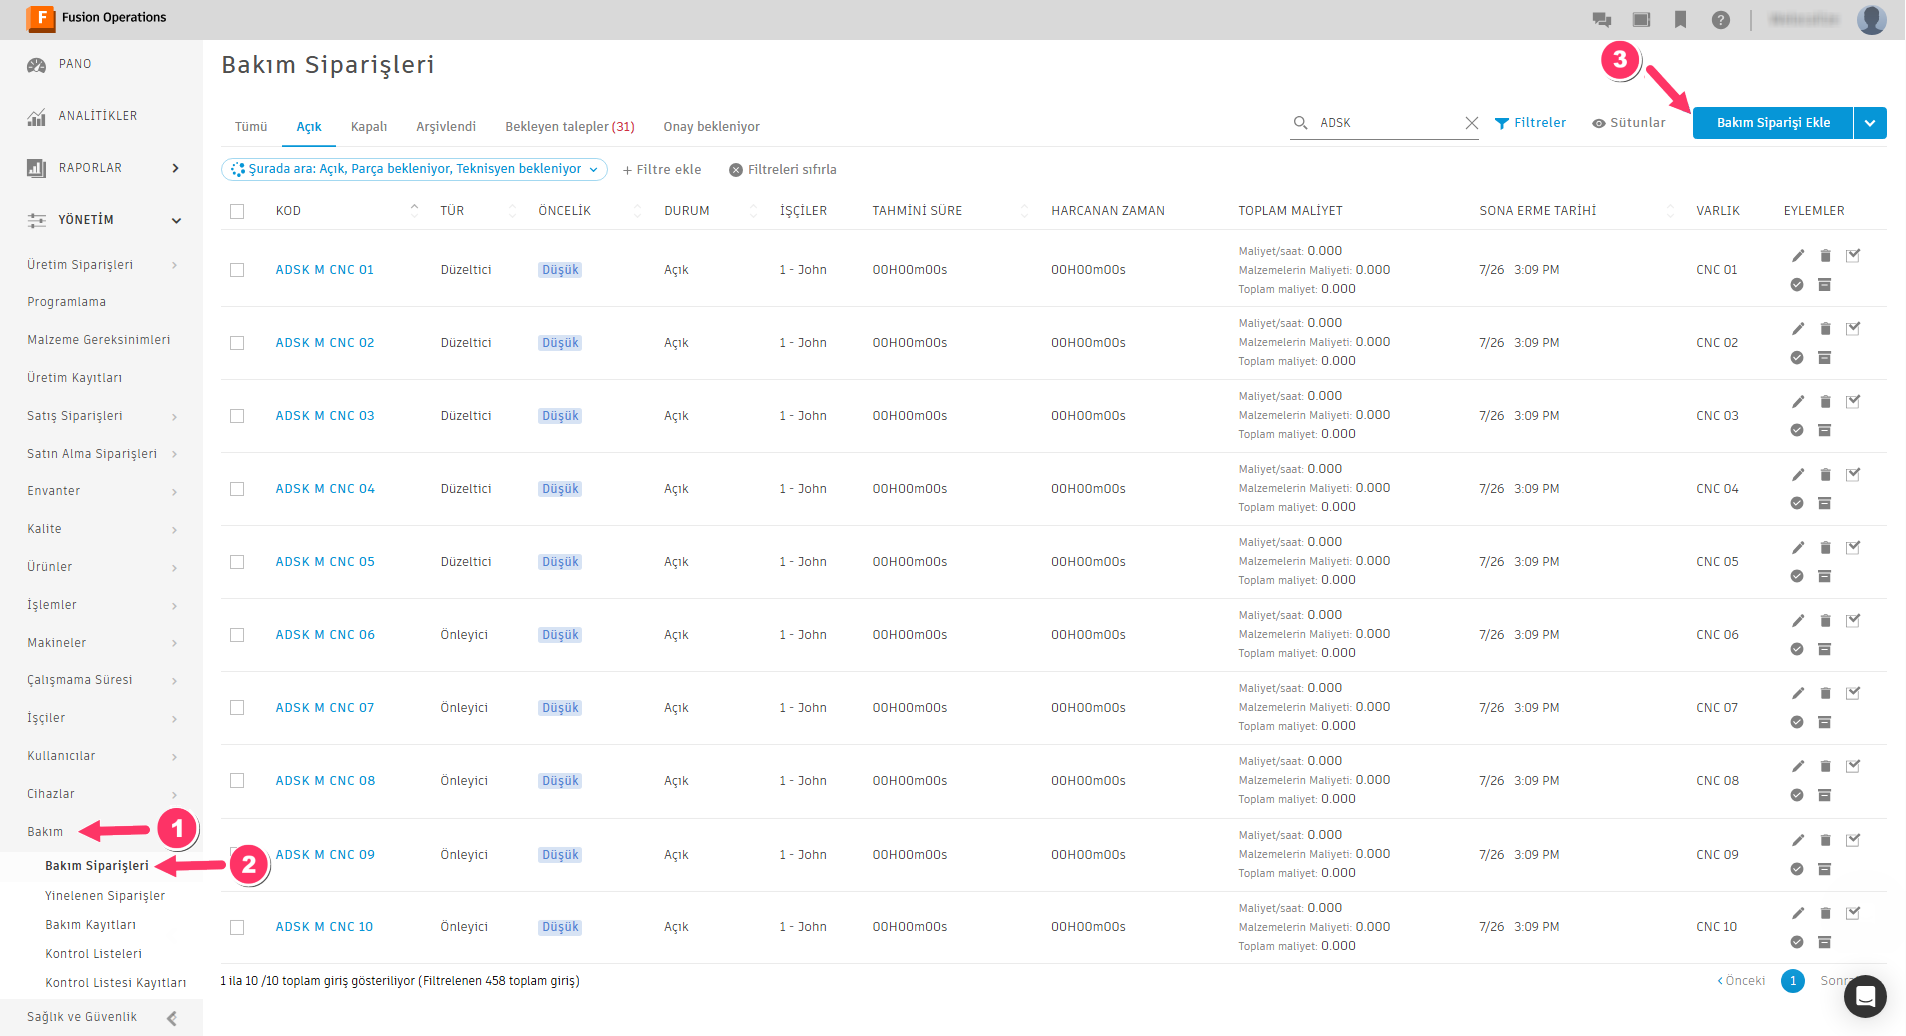 F Fusion Operations
?
PANO
ANALİTİKLER
RAPORLAR
YÖNETİM
Üretim Siparişleri
Programlama
Malzeme Gereksinimleri
Üretim Kayıtları
Satış Siparişleri
Satın Alma Siparişleri
Envanter
Kalite
Ürünler
İşlemler
Makineler
Çalışmama Süresi
İşçiler
Kullanıcılar
Cihazlar
Bakım
1
Bakım Siparişleri
2
Yinelenen Siparişler
Bakım Kayıtları
Kontrol Listeleri
Kontrol Listesi Kayıtları
Sağlık ve Güvenlik
Bakım Siparişleri
3
Tümü Açık Kapalı Arşivlendi Bekleyen talepler (31) Onay bekleniyor
ADSK Filtreler Sütunlar Bakım Siparişi Ekle
Şurada ara: Açık, Parça bekleniyor, Teknisyen bekleniyor + Filtre ekle Filtreleri sıfırla
KOD TÜR ÖNCELİK DURUM İŞÇİLER TAHMİNİ SÜRE HARCANAN ZAMAN TOPLAM MALİYET SONA ERME TARİHİ VARLIK EYLEMLER
Maliyet/saat: 0.000
ADSK M CNC 01 Düzeltici Düşük Açık 1 - John 00H00m00s 00H00m00s Malzemelerin Maliyeti: 0.000 7/26 3:09 PM CNC 01
Toplam maliyet: 0.000
Maliyet/saat: 0.000
ADSK M CNC 02 Düzeltici Düşük Açık 1 - John 00H00m00s 00H00m00s Malzemelerin Maliyeti: 0.000 7/26 3:09 PM CNC 02
Toplam maliyet: 0.000
Maliyet/saat: 0.000
ADSK M CNC 03 Düzeltici Düşük Açık 1 - John 00H00m00s 00H00m00s Malzemelerin Maliyeti: 0.000 7/26 3:09 PM CNC 03
Toplam maliyet: 0.000
Maliyet/saat: 0.000
ADSK M CNC 04 Düzeltici Düşük Açık 1 - John 00H00m00s 00H00m00s Malzemelerin Maliyeti: 0.000 7/26 3:09 PM CNC 04
Toplam maliyet: 0.000
Maliyet/saat: 0.000
ADSK M CNC 05 Düzeltici Düşük Açık 1 - John 00H00m00s 00H00m00s Malzemelerin Maliyeti: 0.000 7/26 3:09 PM CNC 05
Toplam maliyet: 0.000
Maliyet/saat: 0.000
ADSK M CNC 06 Önleyici Düşük Açık 1 - John 00H00m00s 00H00m00s Malzemelerin Maliyeti: 0.000 7/26 3:09 PM CNC 06
Toplam maliyet: 0.000
Maliyet/saat: 0.000
ADSK M CNC 07 Önleyici Düşük Açık 1 - John 00H00m00s 00H00m00s Malzemelerin Maliyeti: 0.000 7/26 3:09 PM CNC 07
Toplam maliyet: 0.000
Maliyet/saat: 0.000
ADSK M CNC 08 Önleyici Düşük Açık 1 - John 00H00m00s 00H00m00s Malzemelerin Maliyeti: 0.000 7/26 3:09 PM CNC 08
Toplam maliyet: 0.000
Maliyet/saat: 0.000
ADSK M CNC 09 Önleyici Düşük Açık 1 - John 00H00m00s 00H00m00s Malzemelerin Maliyeti: 0.000 7/26 3:09 PM CNC 09
Toplam maliyet: 0.000
Maliyet/saat: 0.000
ADSK M CNC 10 Önleyici Düşük Açık 1 - John 00H00m00s 00H00m00s Malzemelerin Maliyeti: 0.000 7/26 3:09 PM CNC 10
Toplam maliyet: 0.000
1 ila 10 /10 toplam giriş gösteriliyor (Filtrelenen 458 toplam giriş)
Önceki 1